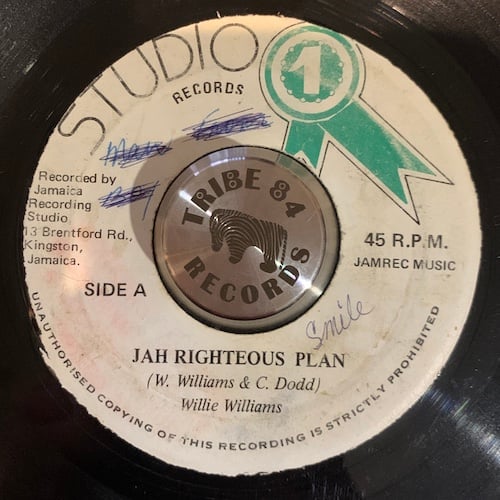 STUDIO 1
RECORDS
Recorded by
Jamaica
Recording
Studio
13 Brentford Rd.,
Kingston,
Jamaica.
TRIBE 84
RECORDS
45 R.P.M.
JAMREC MUSIC
SIDE A
Smile
JAH RIGHTEOUS PLAN
(W. Williams & C. Dodd)
Willie Williams
UNAUTHORISED COPYING OF THIS RECORDING IS STRICTLY PROHIBITED